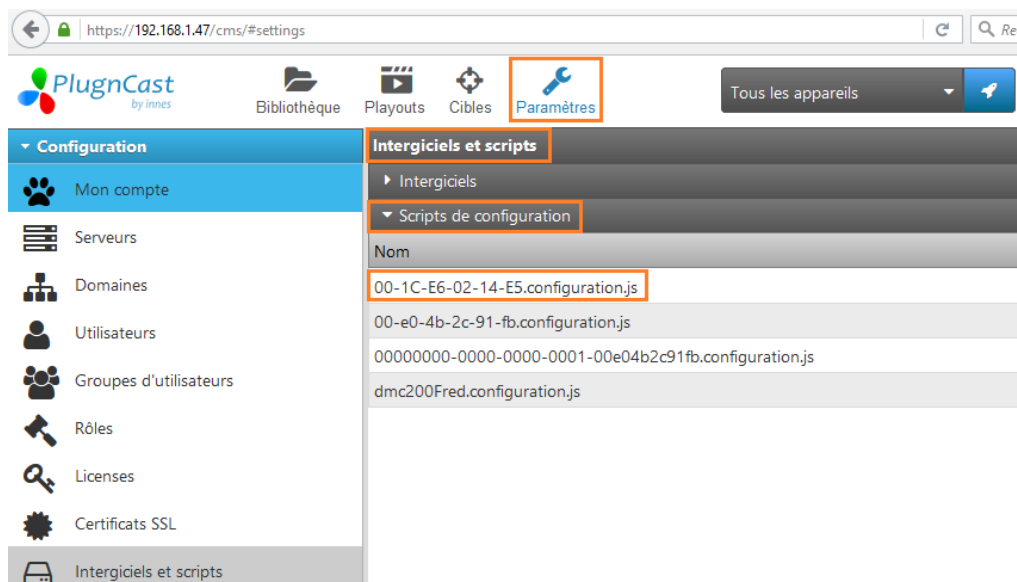 https://192.168.1.47/cms/#settings
Re
PlugnCast
by innes
Bibliothèque
Playouts
Cibles
Paramètres
Tous les appareils
Configuration
Mon compte
Serveurs
Domaines
Utilisateurs
Groupes d'utilisateurs
Rôles
Licenses
Certificats SSL
Intergiciels et scripts
Intergiciels et scripts
Intergiciels
Scripts de configuration
Nom
00-1C-E6-02-14-E5.configuration.js
00-e0-4b-2c-91-fb.configuration.js
00000000-0000-0000-0001-00e04b2c91fb.configuration.js
dmc200Fred.configuration.js